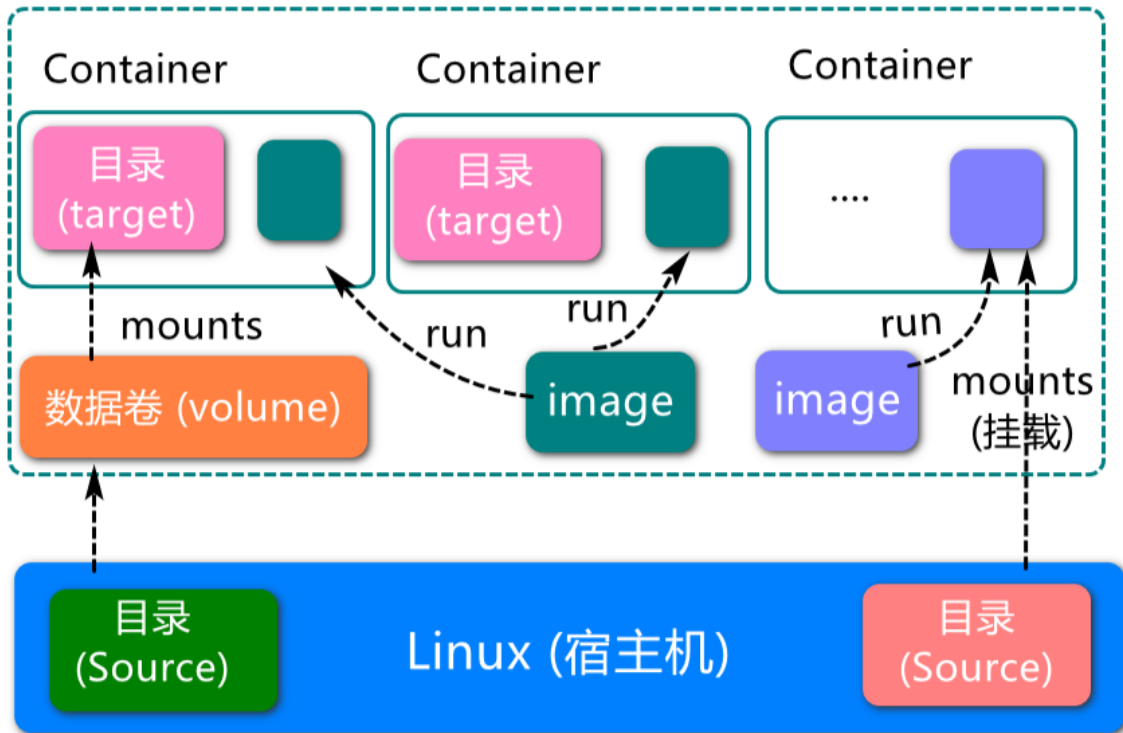 Container
Container
Container
目录
(target)
目录
(target)
....
mounts
run
run
run
数据卷 (volume)
image
image
mounts
(挂载)
目录
(Source)
Linux (宿主机)
目录
(Source)